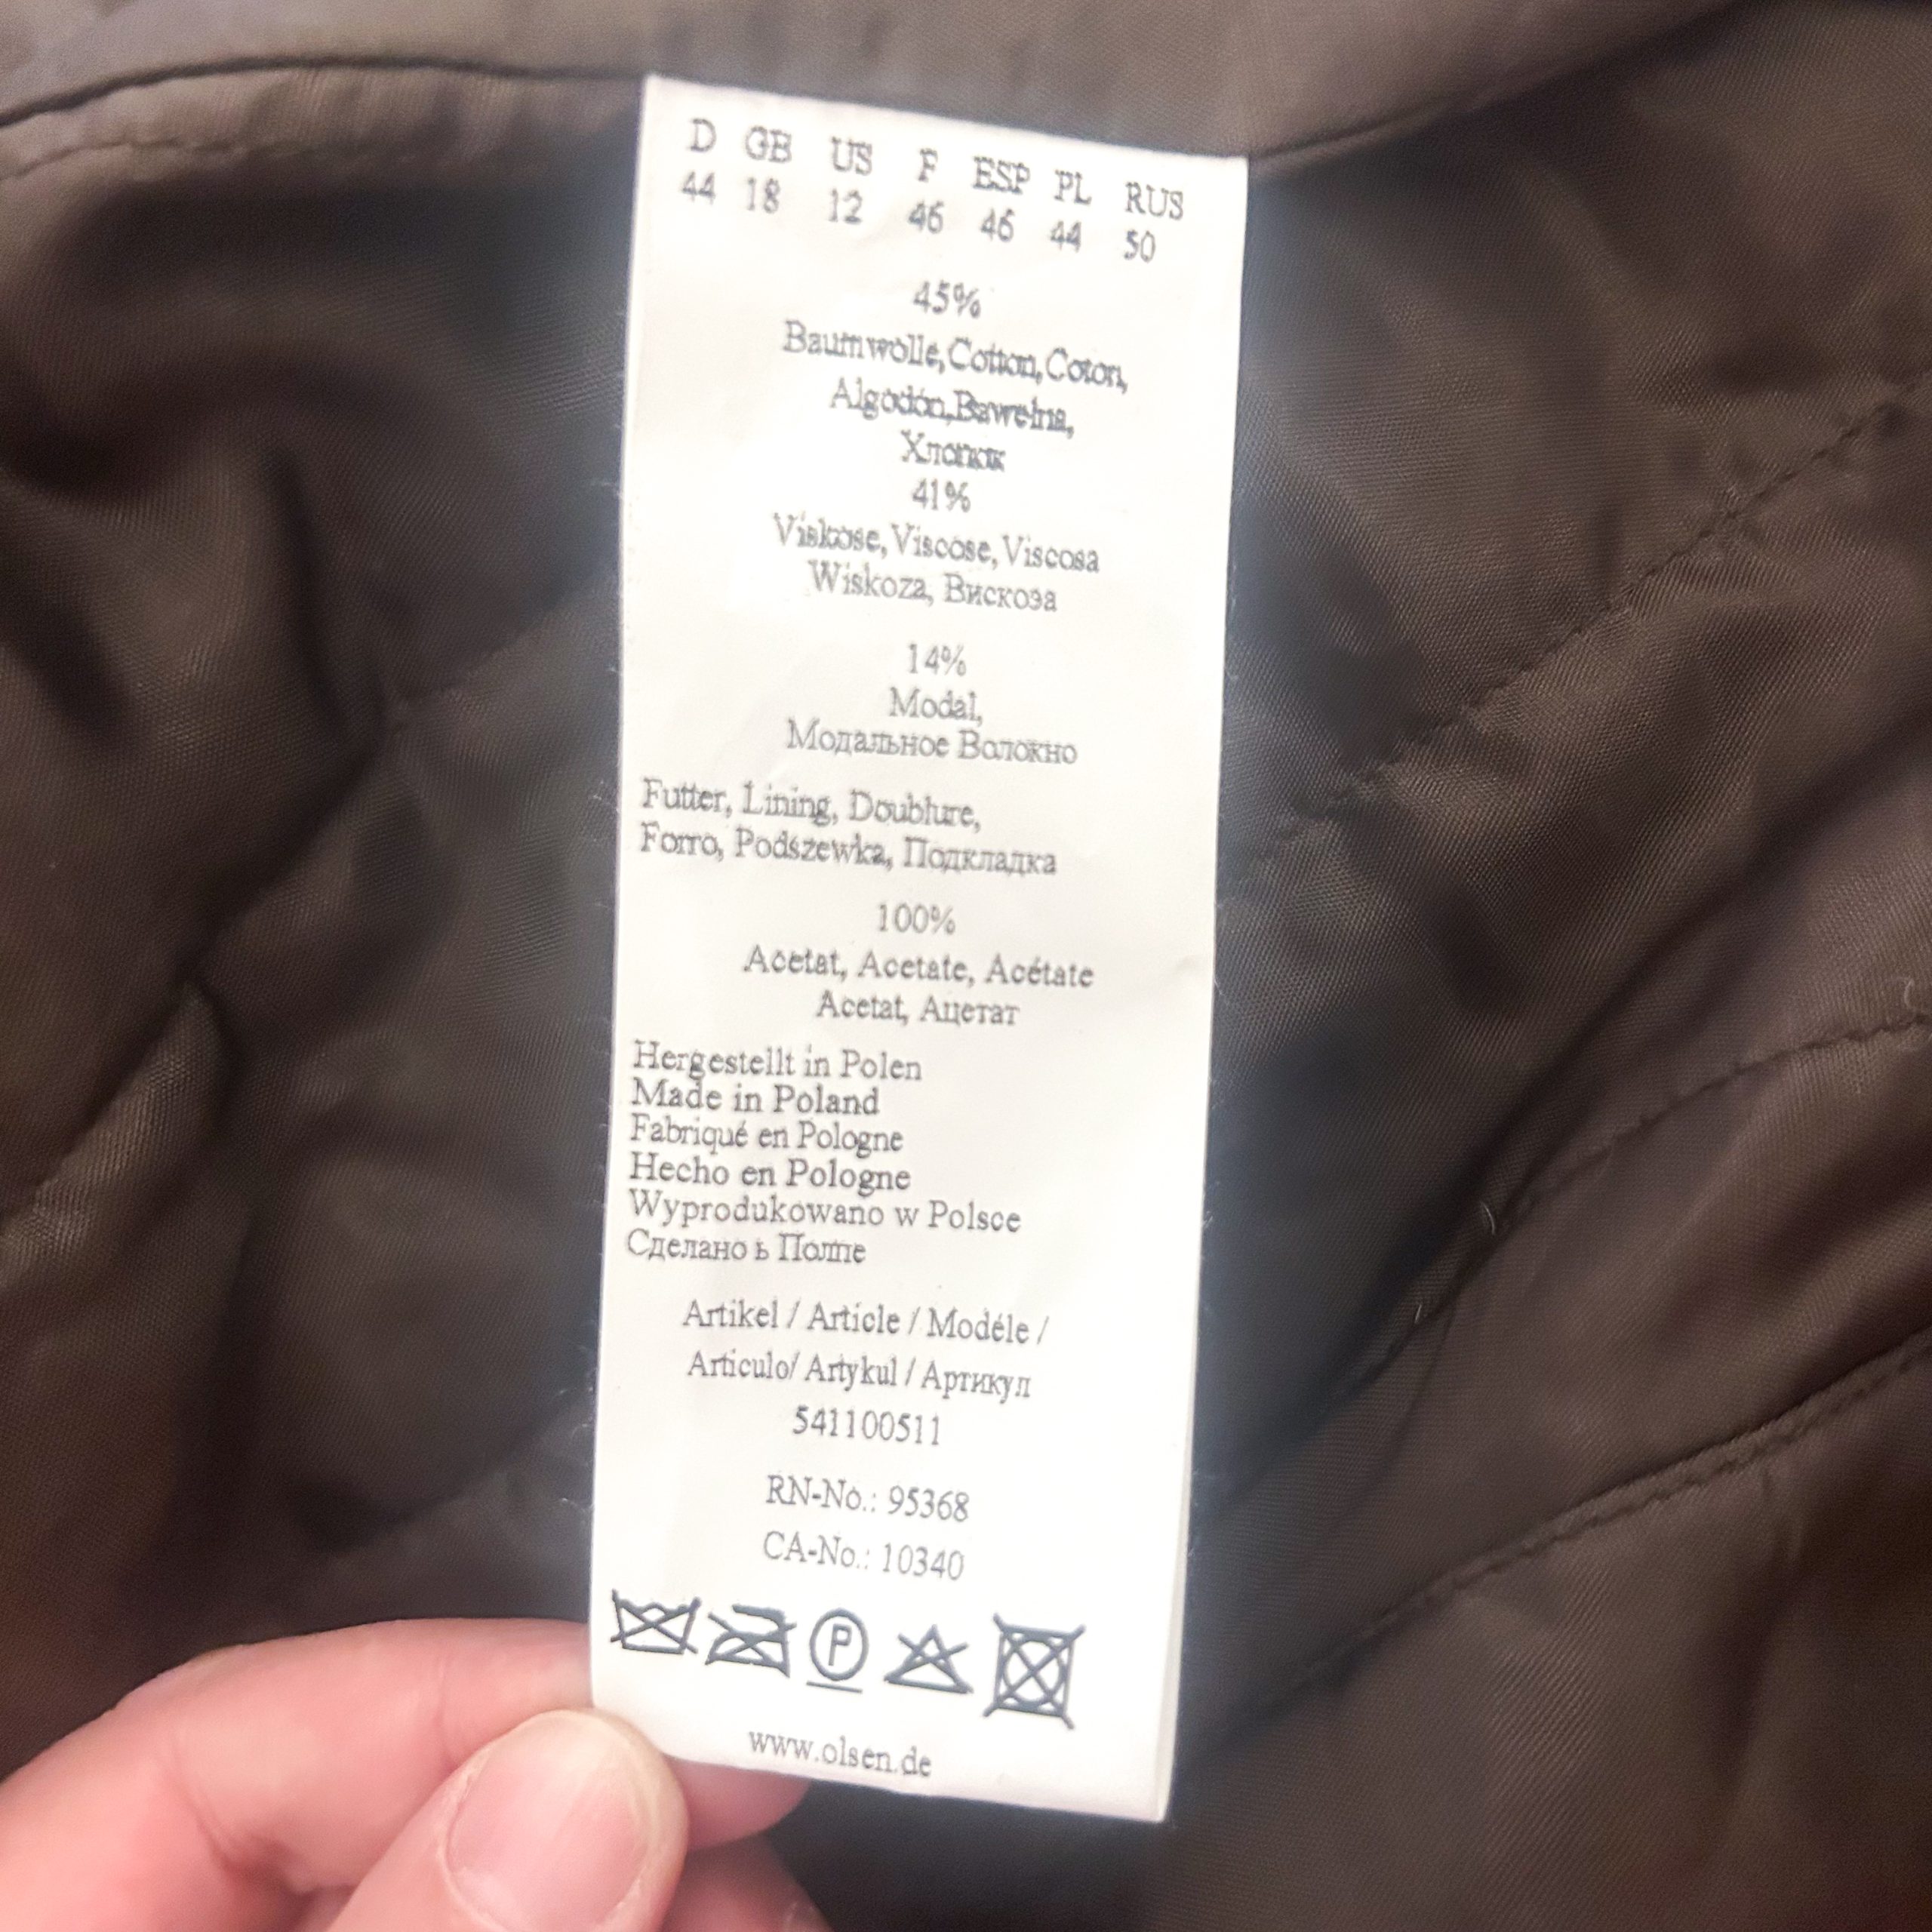 D GB US F ESP PL RUS
44 18 12 46 46 44 50
45%
Baumwolle, Cotton, Coton,
Algodón, Bawełna,
Хлопок
41%
Viskose, Viscose, Viscosa
Wiskoza, Вискоза
14%
Modal,
Модальное Волокно
Futter, Lining, Doublure,
Forro, Podszewka, Подкладка
100%
Acetat, Acetate, Acétate
Acetat, Ацетат
Hergestellt in Polen
Made in Poland
Fabriqué en Pologne
Hecho en Pologne
Wyprodukowano w Polsce
Сделано ь Полше
Artikel / Article / Modéle /
Articulo/ Artykul / Артикул
541100511
RN-No.: 95368
CA-No.: 10340
P
www.olsen.de